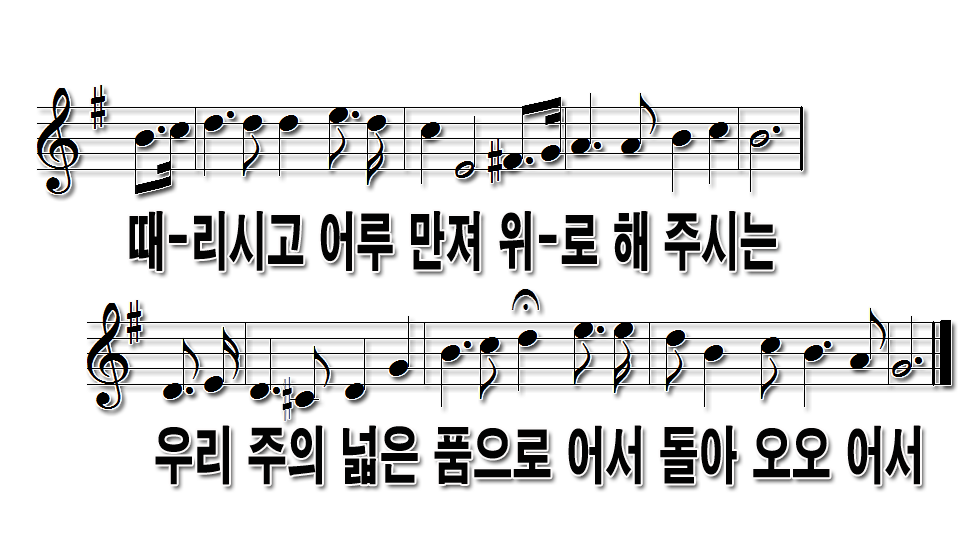 때-리시고 어루 만져 위-로 해 주시는
우리 주의 넓은 품으로 어서 돌아 오오 어서